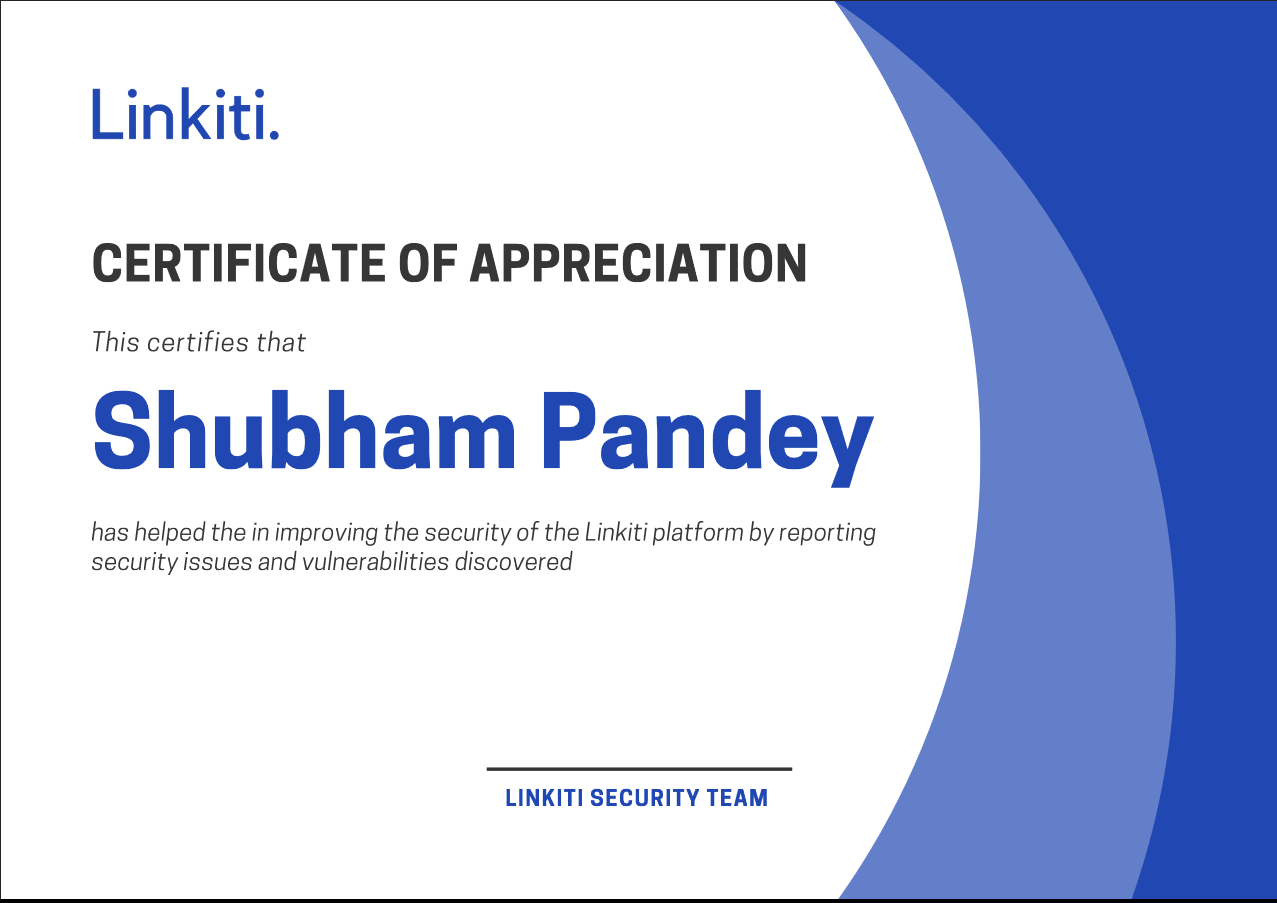 Linkiti.
CERTIFICATE OF APPRECIATION
This certifies that
Shubham Pandey
has helped the in improving the security of the Linkiti platform by reporting
security issues and vulnerabilities discovered
LINKITI SECURITY TEAM